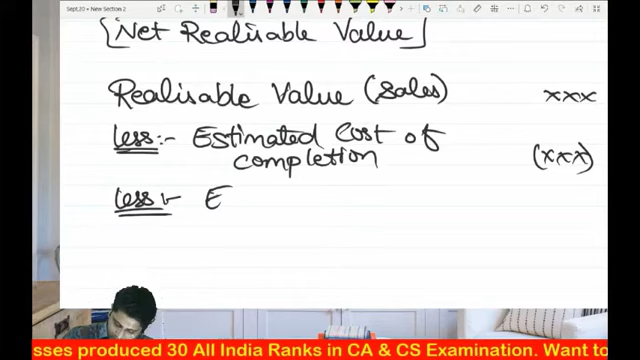 Sept,20 + New Section 2
[Net Realisable Value]
Realisable Value (Sales) xxx
Less:- Estimated Cost of
completion (xxx)
Less:- E
sses produced 30 All India Ranks in CA & CS Examination. Want to